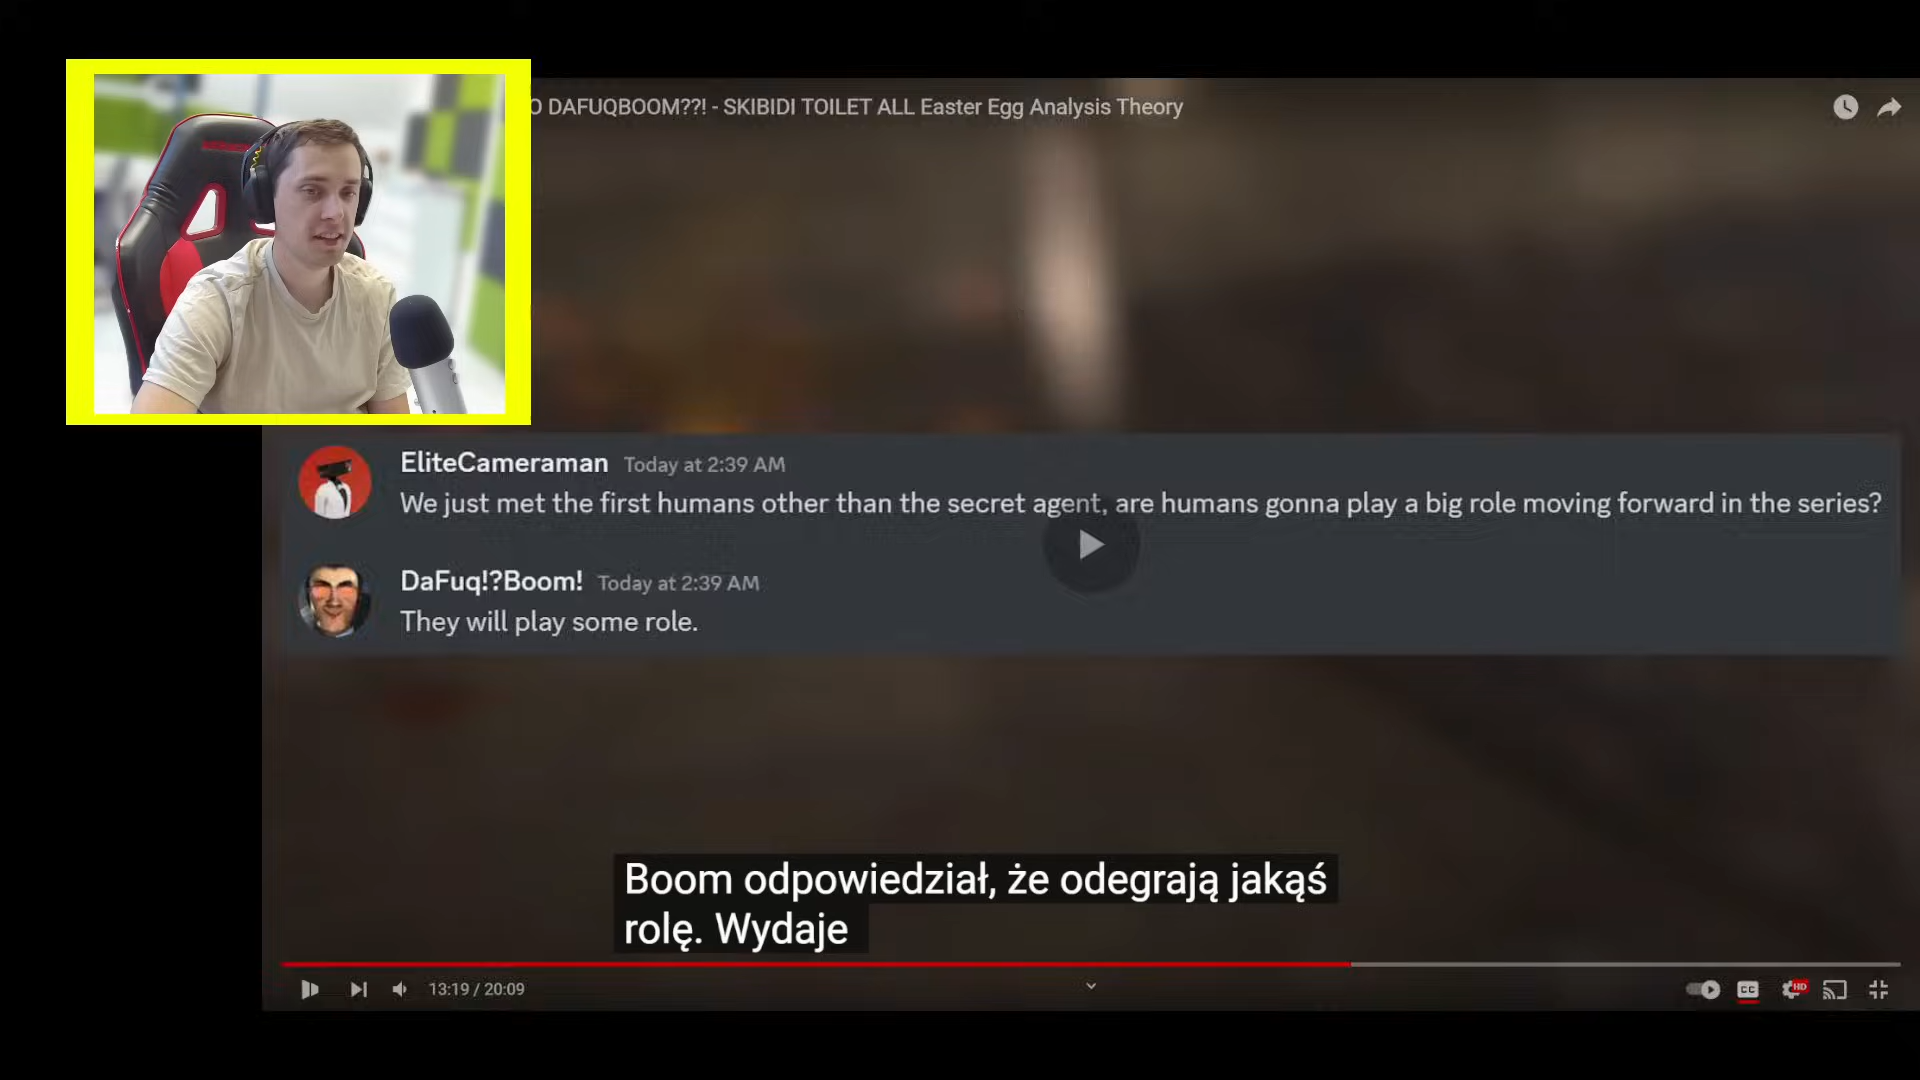 O DAFUQBOOM??! - SKIBIDI TOILET ALL Easter Egg Analysis Theory
EliteCameraman Today at 2:39 AM
We just met the first humans other than the secret agent, are humans gonna play a big role moving forward in the series?
DaFuq!?Boom! Today at 2:39 AM
They will play some role.
Boom odpowiedział, że odegrają jakąś
rolę. Wydaje
13:19 / 20:09
CC
HD